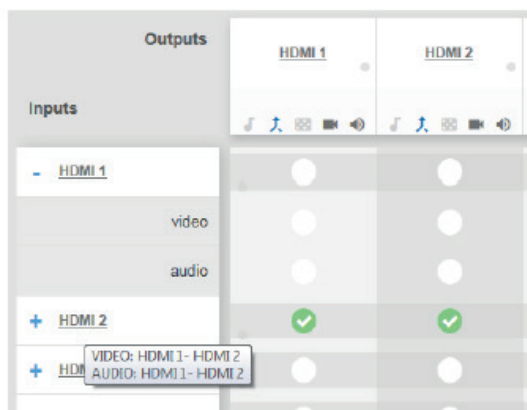 Outputs
HDMI 1
HDMI 2
Inputs
- HDMI 1
video
audio
+ HDMI 2
VIDEO: HDMI 1- HDMI 2
+ HD
AUDIO: HDMI 1- HDMI 2